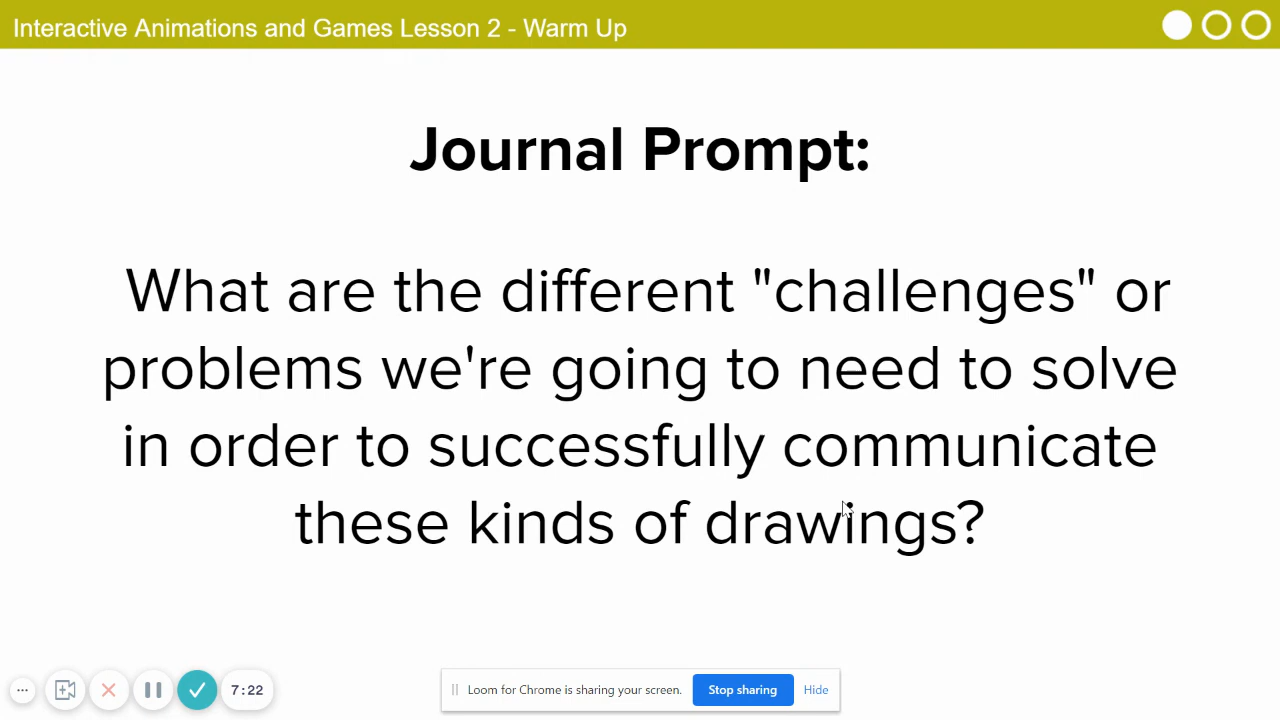 Interactive Animations and Games Lesson 2 - Warm Up
Journal Prompt:
What are the different "challenges" or
problems we're going to need to solve
in order to successfully communicate
these kinds of drawings?
7:22
Loom for Chrome is sharing your screen.
Stop sharing
Hide